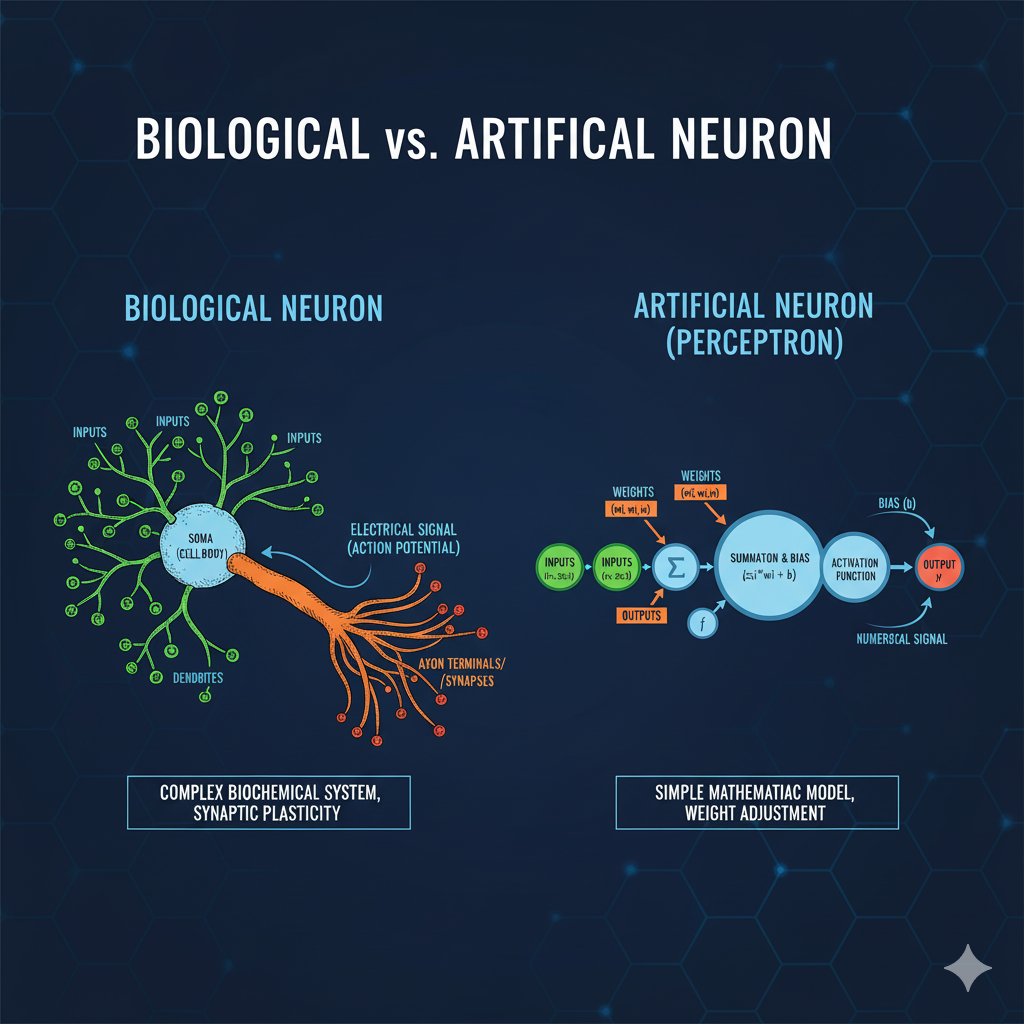 BIOLOGICAL vs. ARTIFICAL NEURON
BIOLOGICAL NEURON
INPUTS
INPUTS
INPUTS
SOMA
(CELL BODY)
ELECTRICAL SIGNAL
(ACTION POTENTIAL)
AYON TERMINALS/
/SYNAPSES
DENDBITES
COMPLEX BIOCHEMICAL SYSTEM,
SYNAPTIC PLASTICITY
ARTIFICIAL NEURON
(PERCEPTRON)
WEIGHTS
WEIGHTS
INPUTS
INPUTS
Σ
OUTPUTS
f
SUMMATON & BIAS
ACTIVATION
FUNCTION
BIAS (b)
OUTPUT
NUMERSCAL SIGNAL
SIMPLE MATHEMATIAC MODEL,
WEIGHT ADJUSTMENT